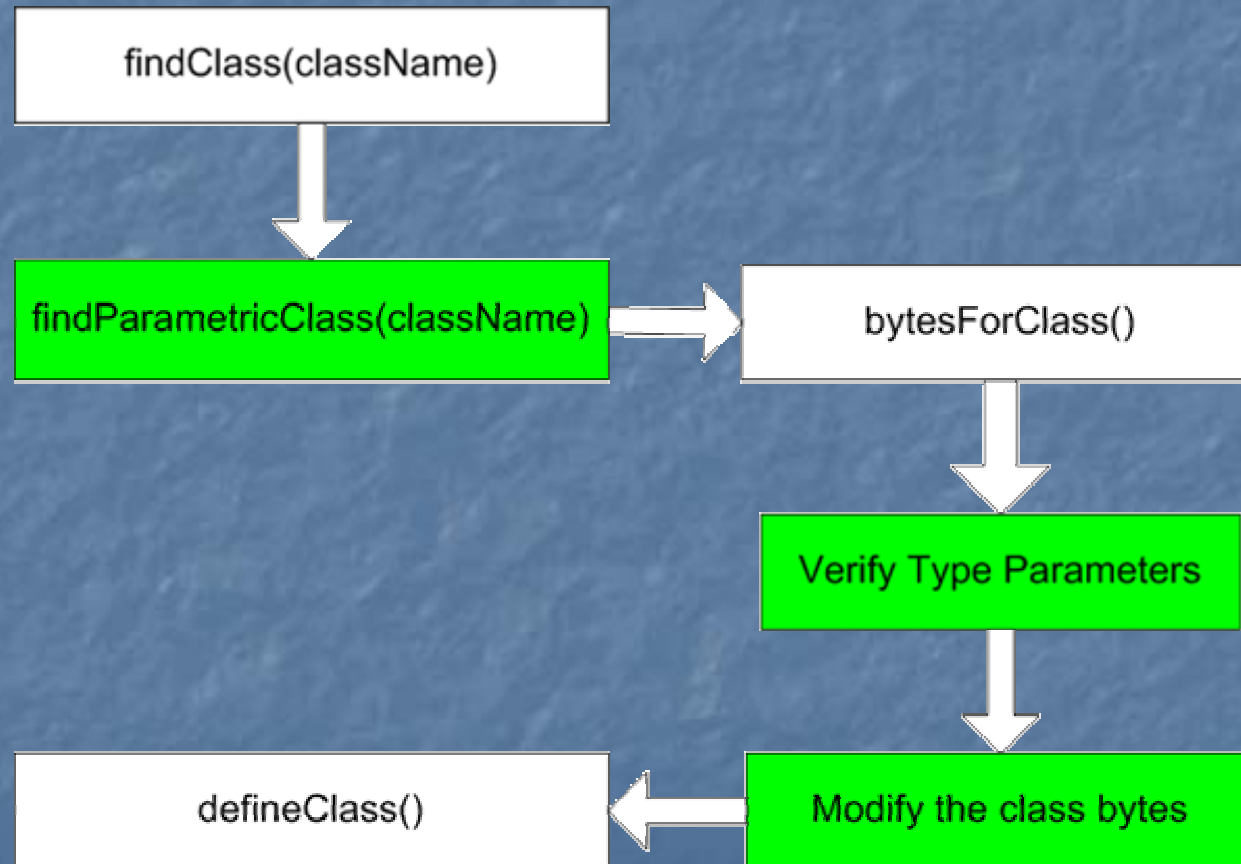 findClass(className)
findParametricClass(className)
bytesForClass()
Verify Type Parameters
Modify the class bytes
defineClass()